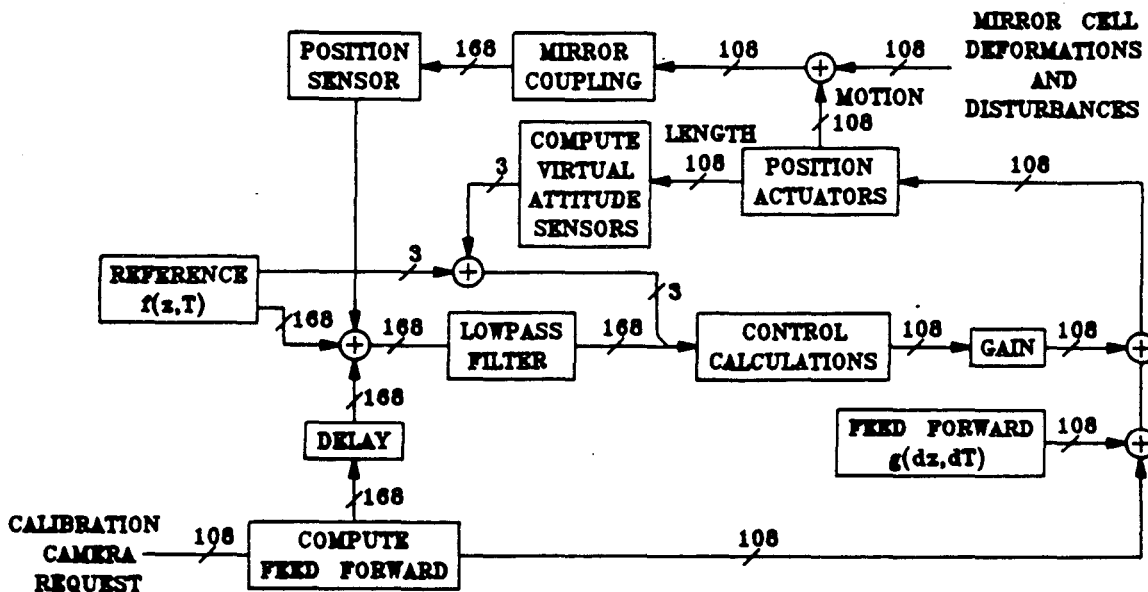 POSITION
SENSOR
168
MIRROR
COUPLING
108
+
108
MIRROR CELL
DEFORMATIONS
AND
DISTURBANCES
MOTION
108
COMPUTE
VIRTUAL
ATTITUDE
SENSORS
3
LENGTH
108
POSITION
ACTUATORS
108
REFERENCE
f(z,T)
3
+
3
168
+
168
LOWPASS
FILTER
168
CONTROL
CALCULATIONS
108
GAIN
108
+
168
DELAY
168
FEED FORWARD
g(dz,dT)
108
+
CALIBRATION
CAMERA
REQUEST
108
COMPUTE
FEED FORWARD
108